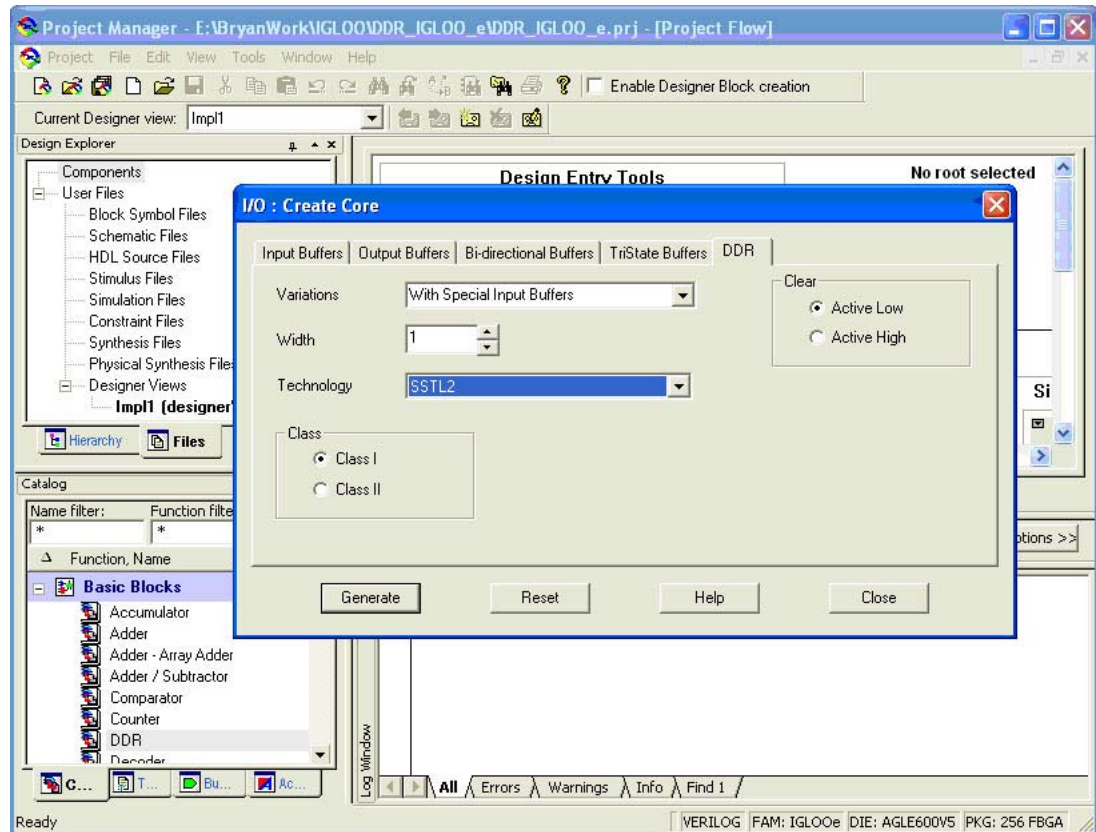 Project Manager - E:\BryanWork\IGLOO\DDR_IGLOO_e\DDR_IGLOO_e.prj - [Project Flow]
Project File Edit View Tools Window Help
Enable Designer Block creation
Current Designer view: Impl1
Design Explorer
Components
User Files
Block Symbol Files
Schematic Files
HDL Source Files
Stimulus Files
Simulation Files
Constraint Files
Synthesis Files
Physical Synthesis File
Designer Views
Impl1 (designer
Hierarchy Files
Design Entry Tools
No root selected
Si
I/O : Create Core
Input Buffers Output Buffers Bi-directional Buffers TriState Buffers DDR
Variations With Special Input Buffers
Width 1
Technology SSTL2
Class
Class I
Class II
Clear
Active Low
Active High
Generate Reset Help Close
Catalog
Name filter: Function filte
* *
Function, Name
ptions >>
Basic Blocks
Accumulator
Adder
Adder - Array Adder
Adder / Subtractor
Comparator
Counter
DDR
Decoder
C... T... Bu... Ac...
Log Window
All Errors Warnings Info Find 1
Ready
VERILOG FAM: IGLOOe DIE: AGLE600V5 PKG: 256 FBGA